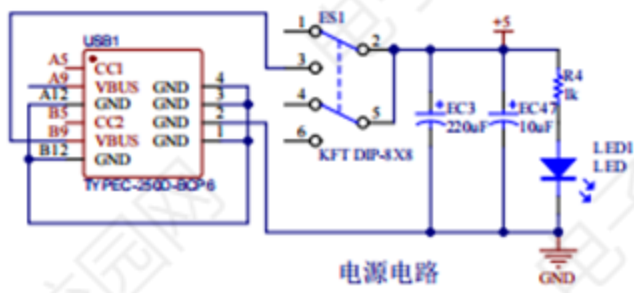 ES1
1
2
3
4
5
6
KFT DIP-8X8
USB1
A5
A9
A12
B5
B9
B12
CC1
VBUS
GND
CC2
VBUS
GND
GND
GND
GND
GND
4
3
2
1
TYPEC-250D-BCP6
+5
EC3
220uF
EC47
10uF
R4
1k
LED1
LED
GND
电源电路